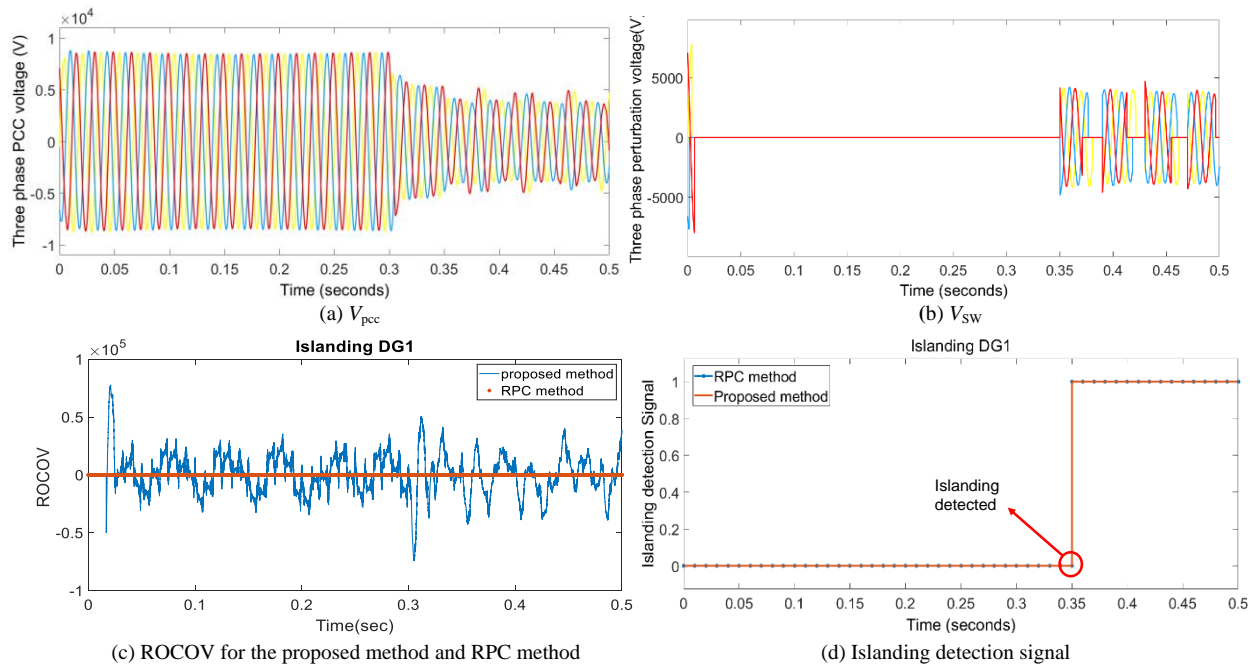 ×10⁴
Three phase PCC voltage (V)
1
0.5
0
-0.5
-1
0 0.05 0.1 0.15 0.2 0.25 0.3 0.35 0.4 0.45 0.5
Time (seconds)
(a) Vpcc
Three phase perturbation voltage(V)
5000
0
-5000
0 0.05 0.1 0.15 0.2 0.25 0.3 0.35 0.4 0.45 0.5
Time (seconds)
(b) VSW
Islanding DG1
×10⁵
ROCOV
1
0.5
0
-0.5
-1
proposed method
RPC method
0 0.1 0.2 0.3 0.4 0.5
Time(sec)
(c) ROCOV for the proposed method and RPC method
Islanding DG1
Islanding detection Signal
1
0.8
0.6
0.4
0.2
0
RPC method
Proposed method
Islanding
detected
0 0.05 0.1 0.15 0.2 0.25 0.3 0.35 0.4 0.45 0.5
Time (seconds)
(d) Islanding detection signal